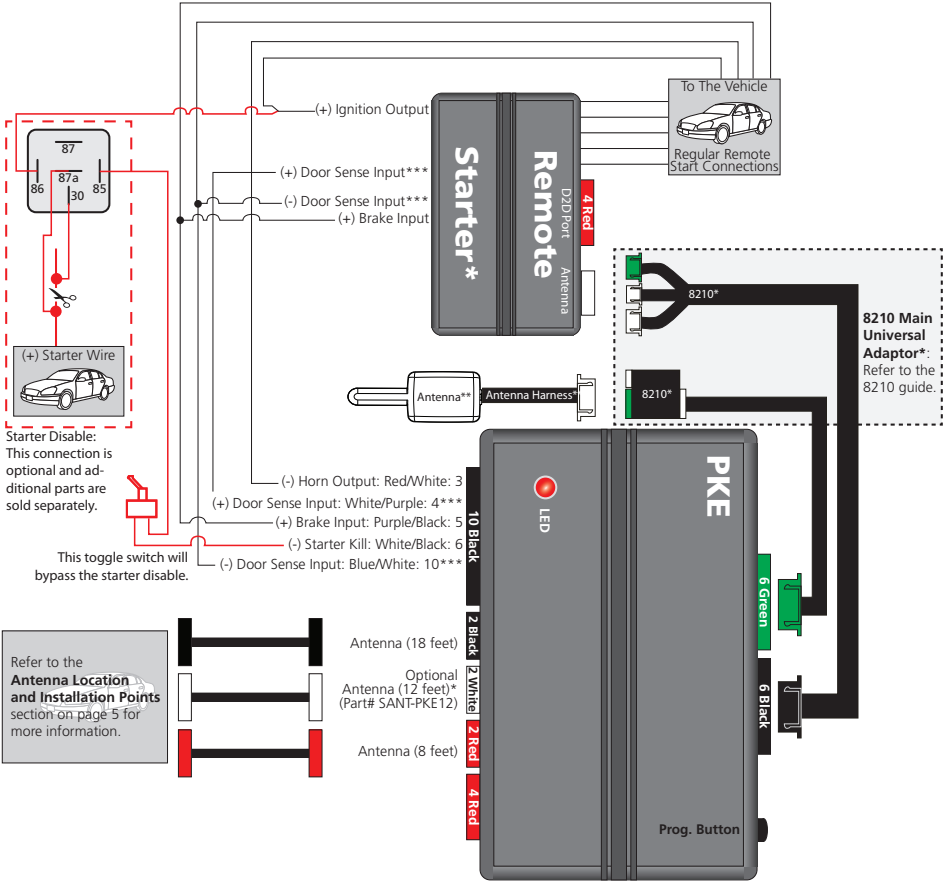 To The Vehicle
Regular Remote
Start Connections
(+) Ignition Output
(+) Door Sense Input***
(-) Door Sense Input***
(+) Brake Input
Remote
Starter*
D2D Port
Antenna
4 Red
87
87a
86
85
30
(+) Starter Wire
Starter Disable:
This connection is
optional and ad-
ditional parts are
sold separately.
This toggle switch will
bypass the starter disable.
8210*
8210*
8210 Main
Universal
Adaptor*:
Refer to the
8210 guide.
Antenna**
Antenna Harness*
(-) Horn Output: Red/White: 3
(+) Door Sense Input: White/Purple: 4***
(+) Brake Input: Purple/Black: 5
(-) Starter Kill: White/Black: 6
(-) Door Sense Input: Blue/White: 10***
10 Black
2 Black
2 White
2 Red
4 Red
LED
PKE
6 Green
6 Black
Prog. Button
Antenna (18 feet)
Optional
Antenna (12 feet)*
(Part# SANT-PKE12)
Antenna (8 feet)
Refer to the
Antenna Location
and Installation Points
section on page 5 for
more information.